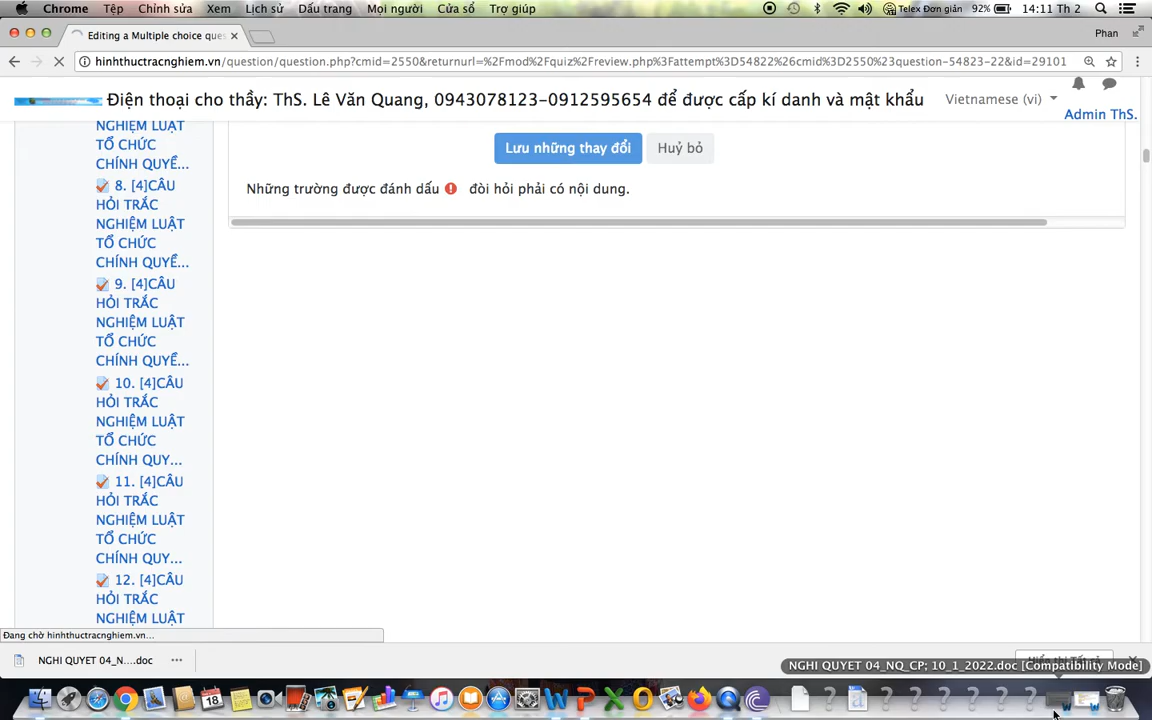 Chrome Tệp Chỉnh sửa Xem Lịch sử Dấu trang Mọi người Cửa sổ Trợ giúp Telex Đơn giản 92% 14:11 Th 2
Editing a Multiple choice ques Phan
hinhthuctracnghiem.vn/question/question.php?cmid=2550&returnurl=%2Fmod%2Fquiz%2Freview.php%3Fattempt%3D54822%26cmid%3D2550%23question-54823-22&id=29101
Điện thoại cho thầy: ThS. Lê Văn Quang, 0943078123-0912595654 để được cấp kí danh và mật khẩu Vietnamese (vi)
Admin ThS.
NGHIỆM LUẬT
TỔ CHỨC
CHÍNH QUYỀ...
8. [4]CÂU
HỎI TRẮC
NGHIỆM LUẬT
TỔ CHỨC
CHÍNH QUYỀ...
9. [4]CÂU
HỎI TRẮC
NGHIỆM LUẬT
TỔ CHỨC
CHÍNH QUYỀ...
10. [4]CÂU
HỎI TRẮC
NGHIỆM LUẬT
TỔ CHỨC
CHÍNH QUY...
11. [4]CÂU
HỎI TRẮC
NGHIỆM LUẬT
TỔ CHỨC
CHÍNH QUY...
12. [4]CÂU
HỎI TRẮC
NGHIỆM LUẬT
Lưu những thay đổi Huỷ bỏ
Những trường được đánh dấu đòi hỏi phải có nội dung.
Đang chờ hinhthuctracnghiem.vn...
NGHI QUYET 04_N....doc
NGHI QUYET 04_NQ_CP; 10_1_2022.doc [Compatibility Mode]
18